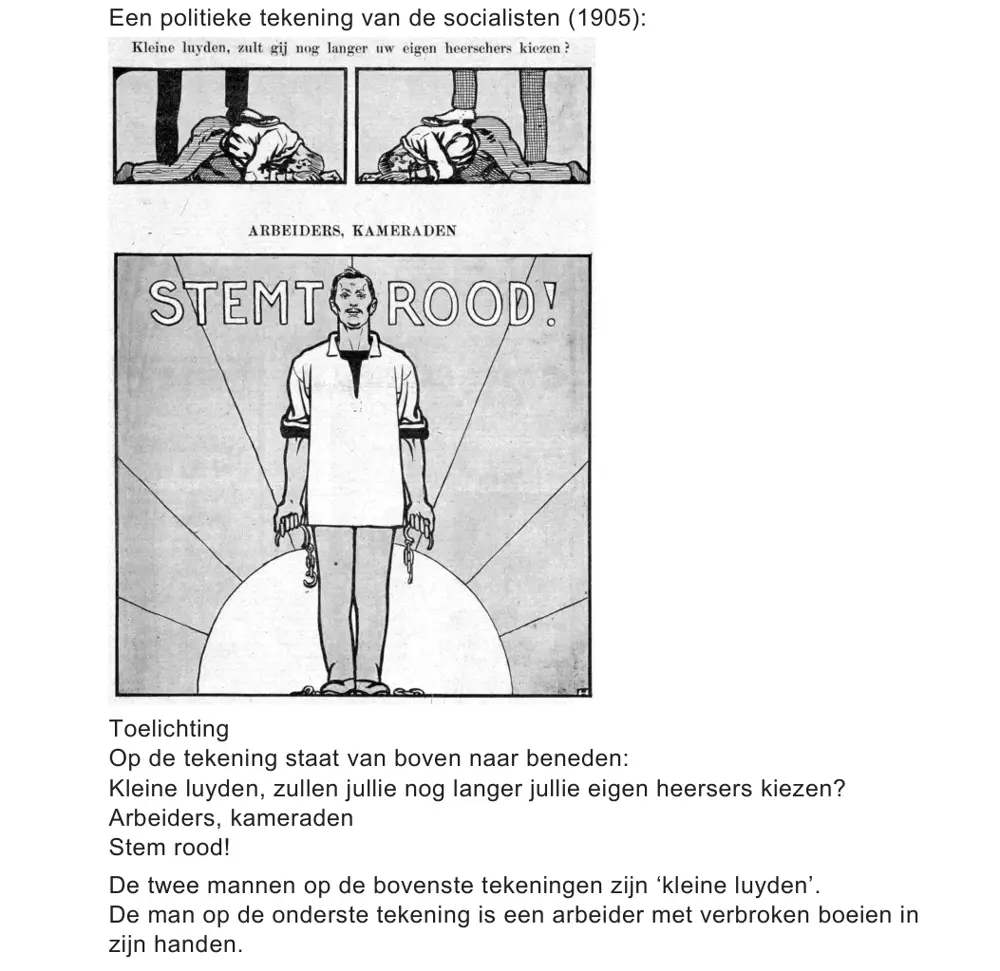 Een politieke tekening van de socialisten (1905):
Kleine luyden, zult gij nog langer uw eigen heerschers kiezen?
ARBEIDERS, KAMERADEN
STEMT ROOD!
Toelichting
Op de tekening staat van boven naar beneden:
Kleine luyden, zullen jullie nog langer jullie eigen heersers kiezen?
Arbeiders, kameraden
Stem rood!
De twee mannen op de bovenste tekeningen zijn ‘kleine luyden’.
De man op de onderste tekening is een arbeider met verbroken boeien in
zijn handen.